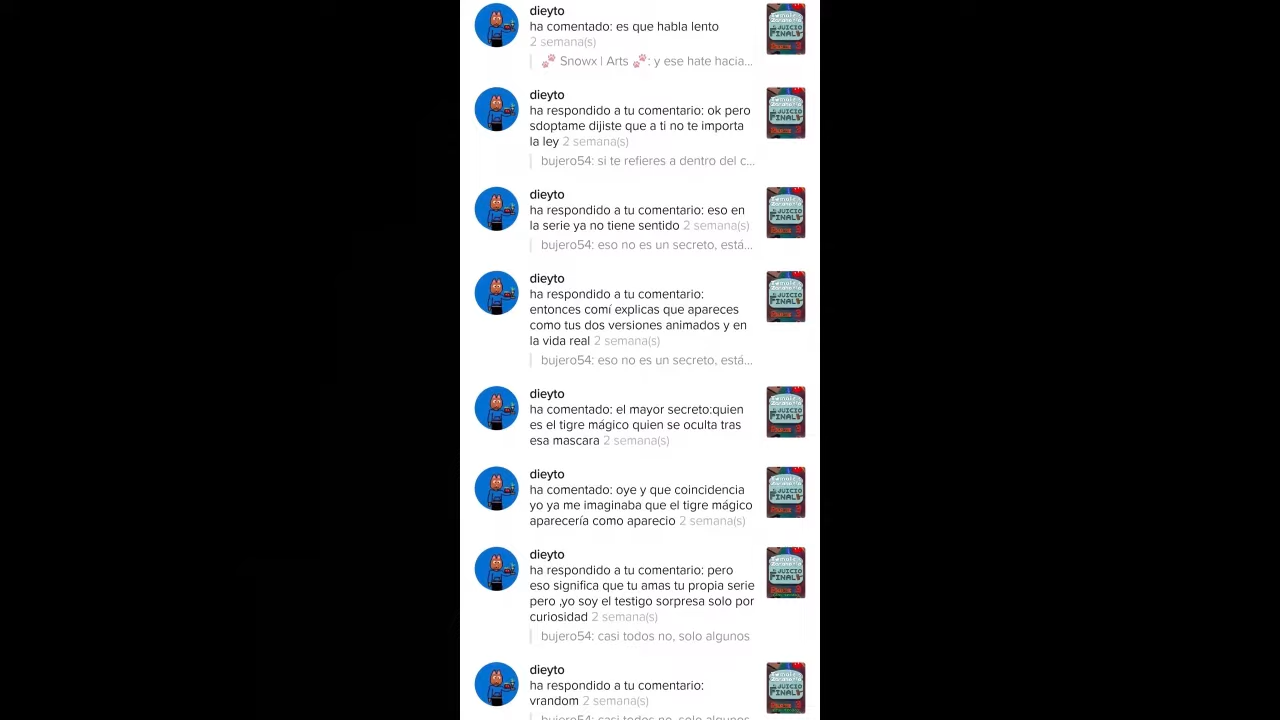 dieyto
ha comentado: es que habla lento
2 semana(s)
🐾 Snowx | Arts 🐾: y ese hate hacia...
dieyto
ha respondido a tu comentario: ok pero
sdoptame dijiste que a ti no te importa
la ley 2 semana(s)
bujero54: si te refieres a dentro del c...
dieyto
ha respondido a tu comentario: eso en
la serie ya no tiene sentido 2 semana(s)
bujero54: eso no es un secreto, está...
dieyto
ha respondido a tu comentario:
entonces comí explicas que apareces
como tus dos versiones animados y en
la vida real 2 semana(s)
bujero54: eso no es un secreto, está...
dieyto
ha comentado: el mayor secreto:quien
es el tigre mágico quien se oculta tras
esa mascara 2 semana(s)
dieyto
ha comentado: oye y que coincidencia
yo ya me imaginaba que el tigre mágico
aparecería como aparecio 2 semana(s)
dieyto
ha respondido a tu comentario: pero
eso significa que tu amas tu propia serie
pero ,yo soy el testigo sorpresa solo por
curiosidad 2 semana(s)
bujero54: casi todos no, solo algunos
dieyto
ha respondido a tu comentario:
vrandom 2 semana(s)
bujero54: casi todos no, solo algunos
JUICIO
FINAL